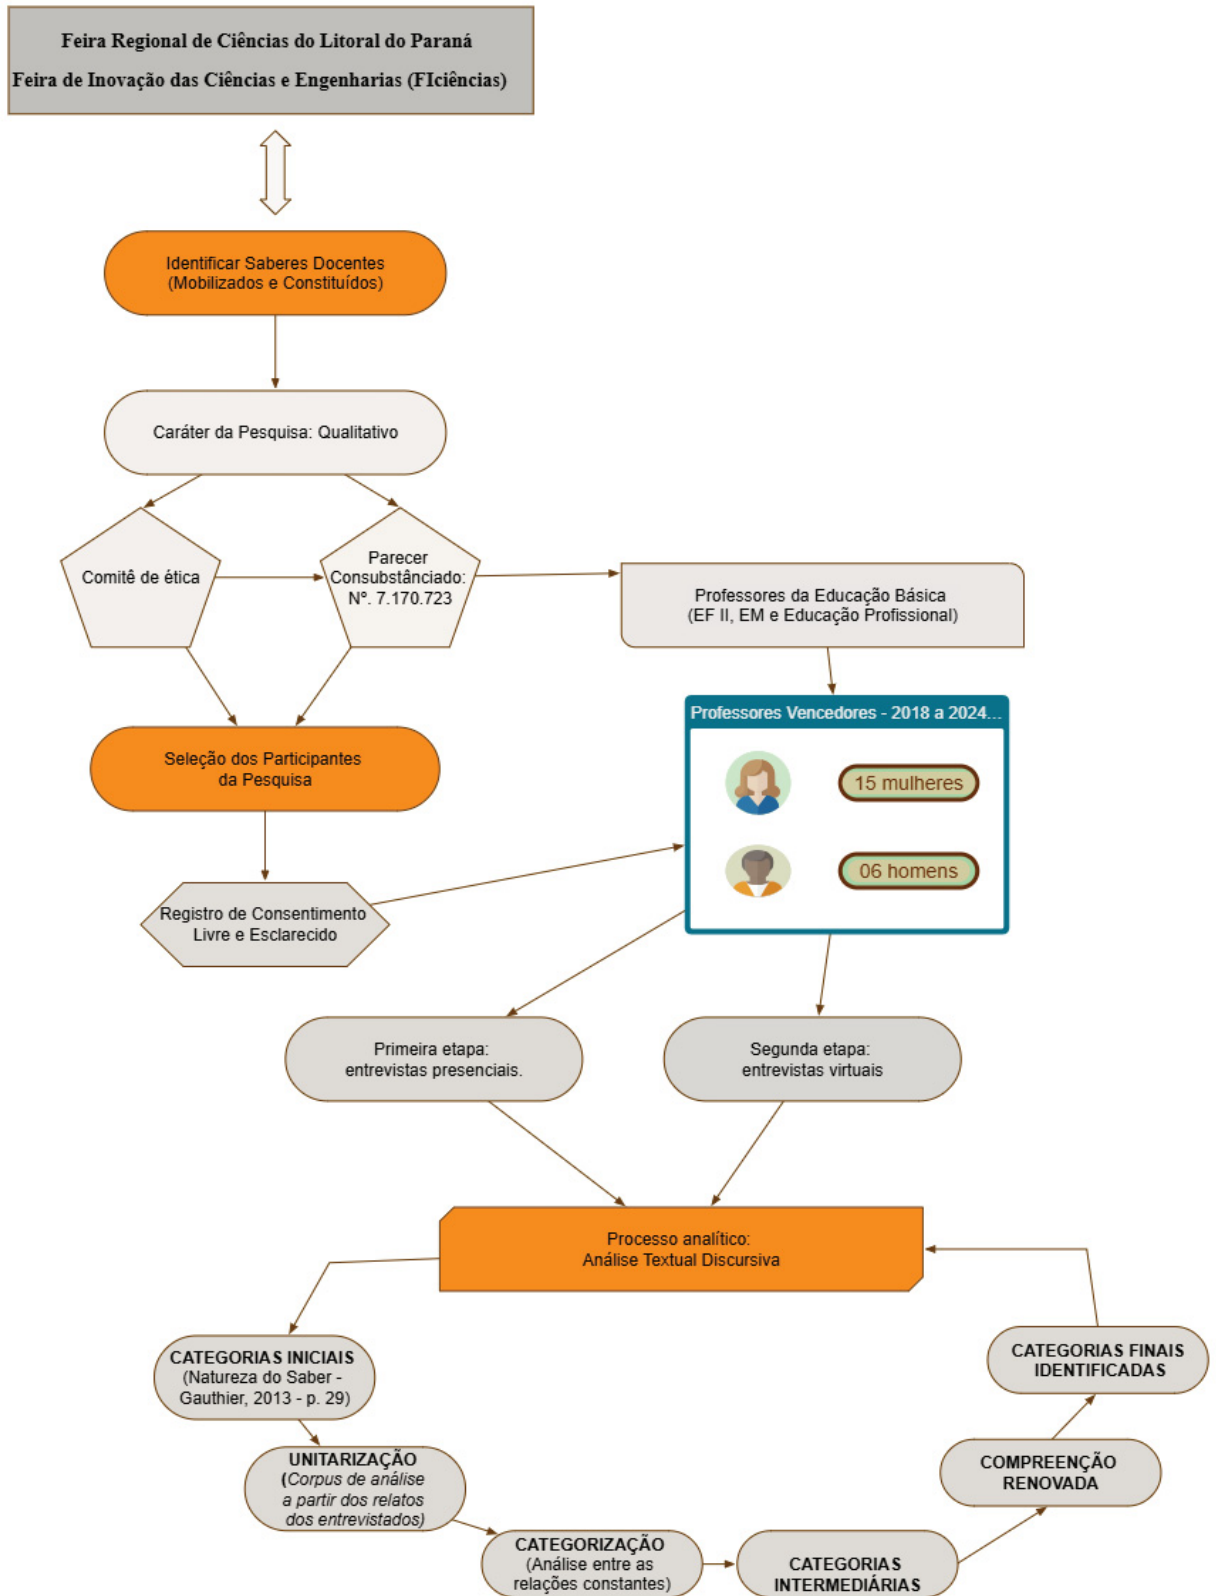 Feira Regional de Ciências do Litoral do Paraná
Feira de Inovação das Ciências e Engenharias (FIciências)
Identificar Saberes Docentes
(Mobilizados e Constituídos)
Caráter da Pesquisa: Qualitativo
Comitê de ética
Parecer
Consubstânciado:
Nº. 7.170.723
Professores da Educação Básica
(EF II, EM e Educação Profissional)
Professores Vencedores - 2018 a 2024...
15 mulheres
06 homens
Seleção dos Participantes
da Pesquisa
Registro de Consentimento
Livre e Esclarecido
Primeira etapa:
entrevistas presenciais.
Segunda etapa:
entrevistas virtuais
Processo analítico:
Análise Textual Discursiva
CATEGORIAS INICIAIS
(Natureza do Saber -
Gauthier, 2013 - p. 29)
UNITARIZAÇÃO
(Corpus de análise
a partir dos relatos
dos entrevistados)
CATEGORIZAÇÃO
(Análise entre as
relações constantes)
CATEGORIAS
INTERMEDIÁRIAS
COMPREENÇÃO
RENOVADA
CATEGORIAS FINAIS
IDENTIFICADAS